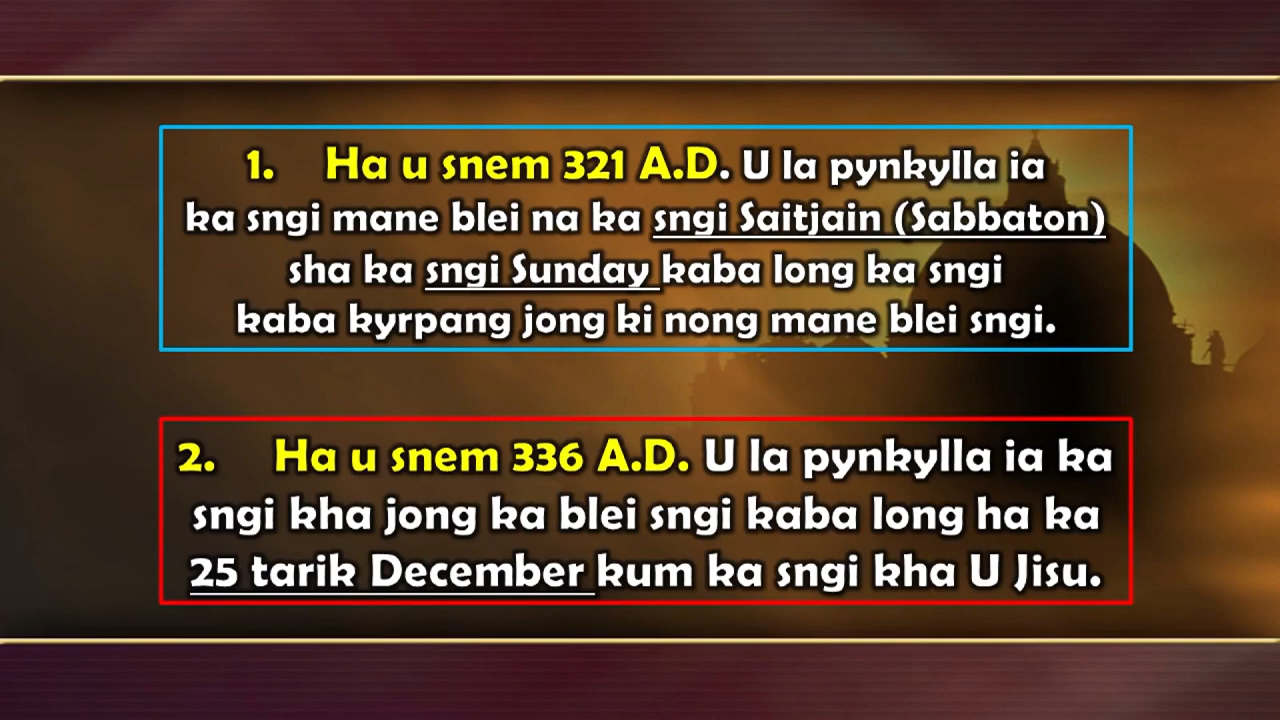 1. Ha u snem 321 A.D. U la pynkylla ia
ka sngi mane blei na ka sngi Saitjain (Sabbaton)
sha ka sngi Sunday kaba long ka sngi
kaba kyrpang jong ki nong mane blei sngi.
2. Ha u snem 336 A.D. U la pynkylla ia ka
sngi kha jong ka blei sngi kaba long ha ka
25 tarik December kum ka sngi kha U Jisu.